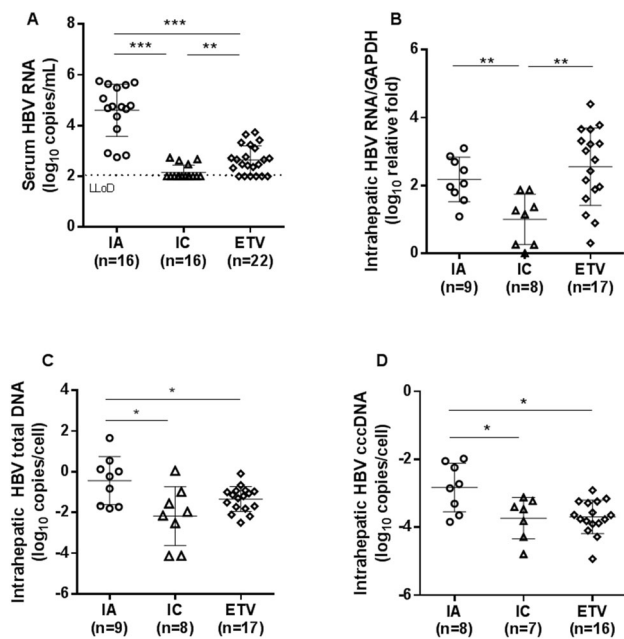 A
Serum HBV RNA
(log10 copies/mL)
8
6
4
2
0
***
***
**
LLoD
IA
(n=16)
IC
(n=16)
ETV
(n=22)
B
Intrahepatic HBV RNA/GAPDH
(log10 relative fold)
6
4
2
0
**
**
IA
(n=9)
IC
(n=8)
ETV
(n=17)
C
Intrahepatic HBV total DNA
(log10 copies/cell)
4
2
-0
-2
-4
-6
*
*
IA
(n=9)
IC
(n=8)
ETV
(n=17)
D
Intrahepatic HBV cccDNA
(log10 copies/cell)
-0
-2
-4
-6
*
*
IA
(n=8)
IC
(n=7)
ETV
(n=16)